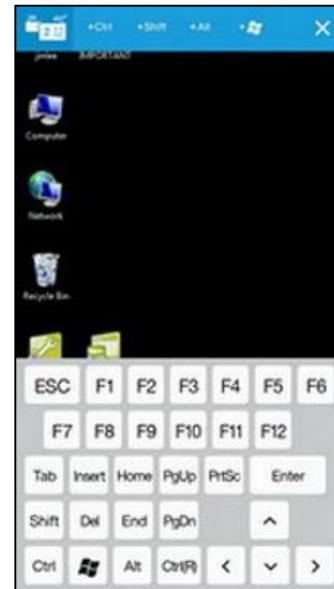 +Ctrl +Shift +Alt +
jmlee IMPORTANT
Computer
Network
Recycle Bin
ESC F1 F2 F3 F4 F5 F6
F7 F8 F9 F10 F11 F12
Tab Insert Home PgUp PrtSc Enter
Shift Del End PgDn
Ctrl Alt Ctrl(R)